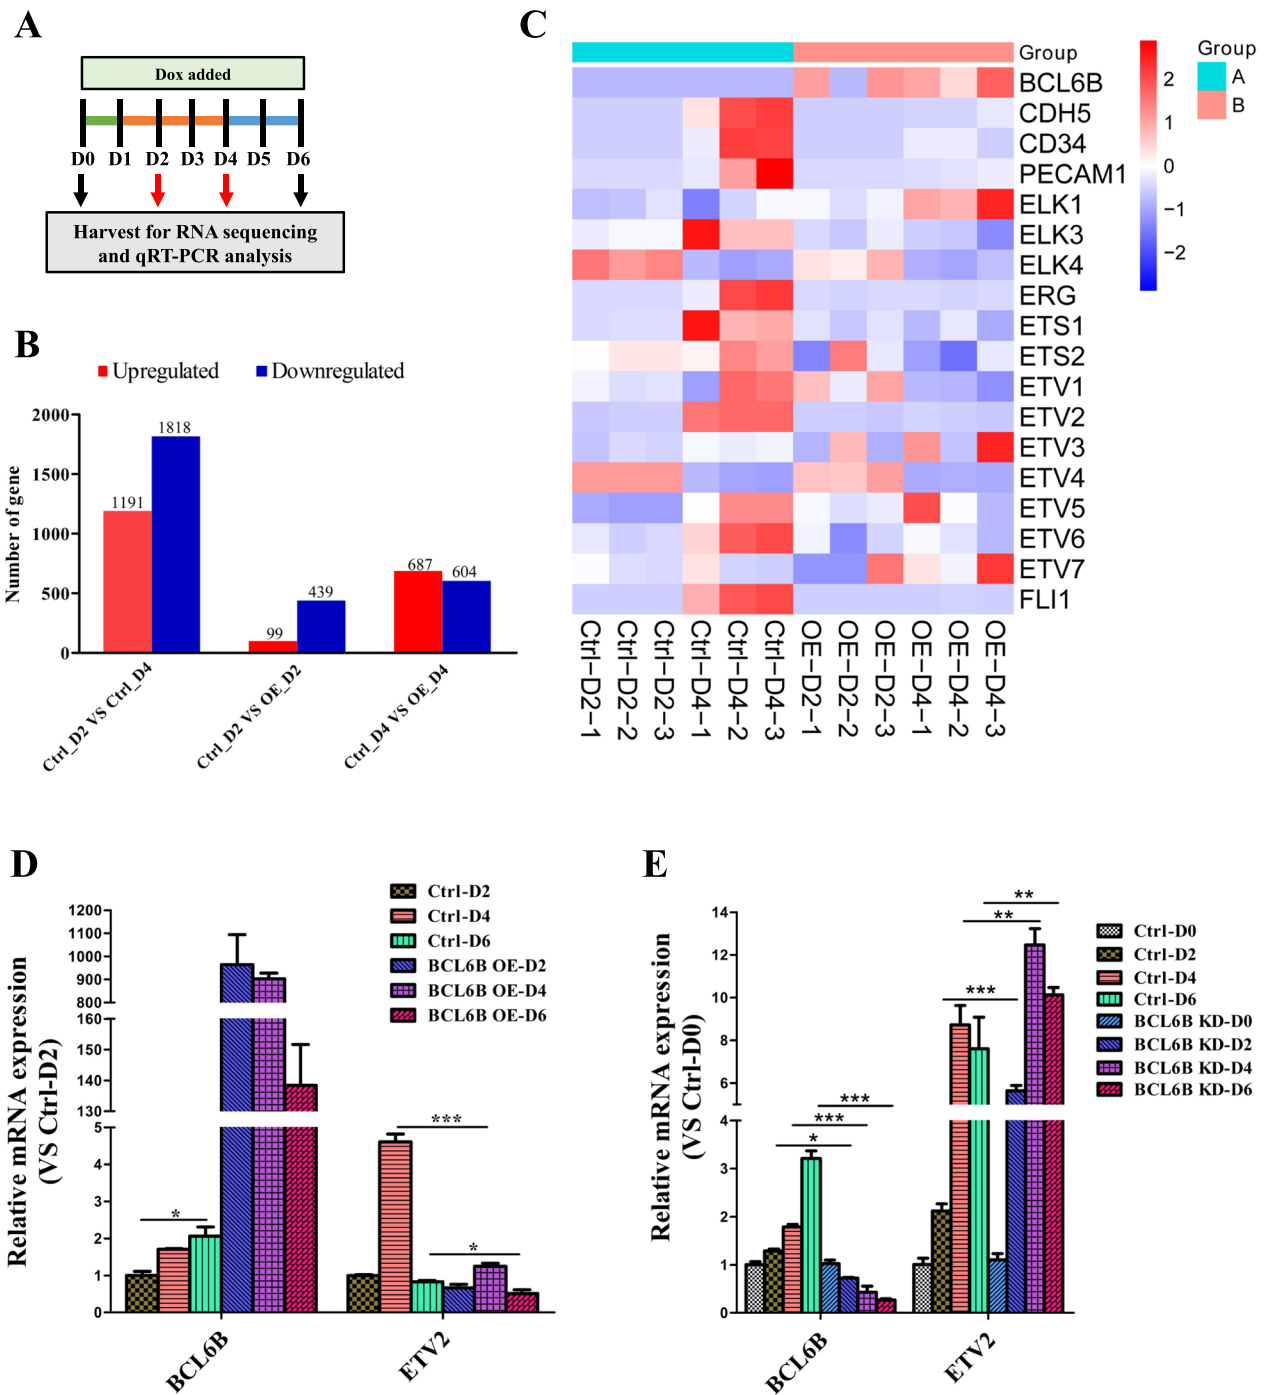 A
Dox added
D0 D1 D2 D3 D4 D5 D6
Harvest for RNA sequencing
and qRT-PCR analysis
B
Upregulated Downregulated
Number of gene
2000
1500
1000
500
0
1191
1818
99
439
687
604
Ctrl_D2 VS Ctrl_D4
Ctrl_D2 VS OE_D2
Ctrl_D4 VS OE_D4
C
Group
BCL6B
CDH5
CD34
PECAM1
ELK1
ELK3
ELK4
ERG
ETS1
ETS2
ETV1
ETV2
ETV3
ETV4
ETV5
ETV6
ETV7
FLI1
Ctrl-D2-1
Ctrl-D2-2
Ctrl-D2-3
Ctrl-D4-1
Ctrl-D4-2
Ctrl-D4-3
OE-D2-1
OE-D2-2
OE-D2-3
OE-D4-1
OE-D4-2
OE-D4-3
2
1
0
−1
−2
Group
A
B
D
Relative mRNA expression
(VS Ctrl-D2)
1200
1100
1000
900
800
160
150
140
130
5
4
3
2
1
0
*
***
*
BCL6B
ETV2
Ctrl-D2
Ctrl-D4
Ctrl-D6
BCL6B OE-D2
BCL6B OE-D4
BCL6B OE-D6
E
Relative mRNA expression
(VS Ctrl-D0)
14
12
10
8
6
4
3
2
1
0
***
***
*
**
**
***
BCL6B
ETV2
Ctrl-D0
Ctrl-D2
Ctrl-D4
Ctrl-D6
BCL6B KD-D0
BCL6B KD-D2
BCL6B KD-D4
BCL6B KD-D6